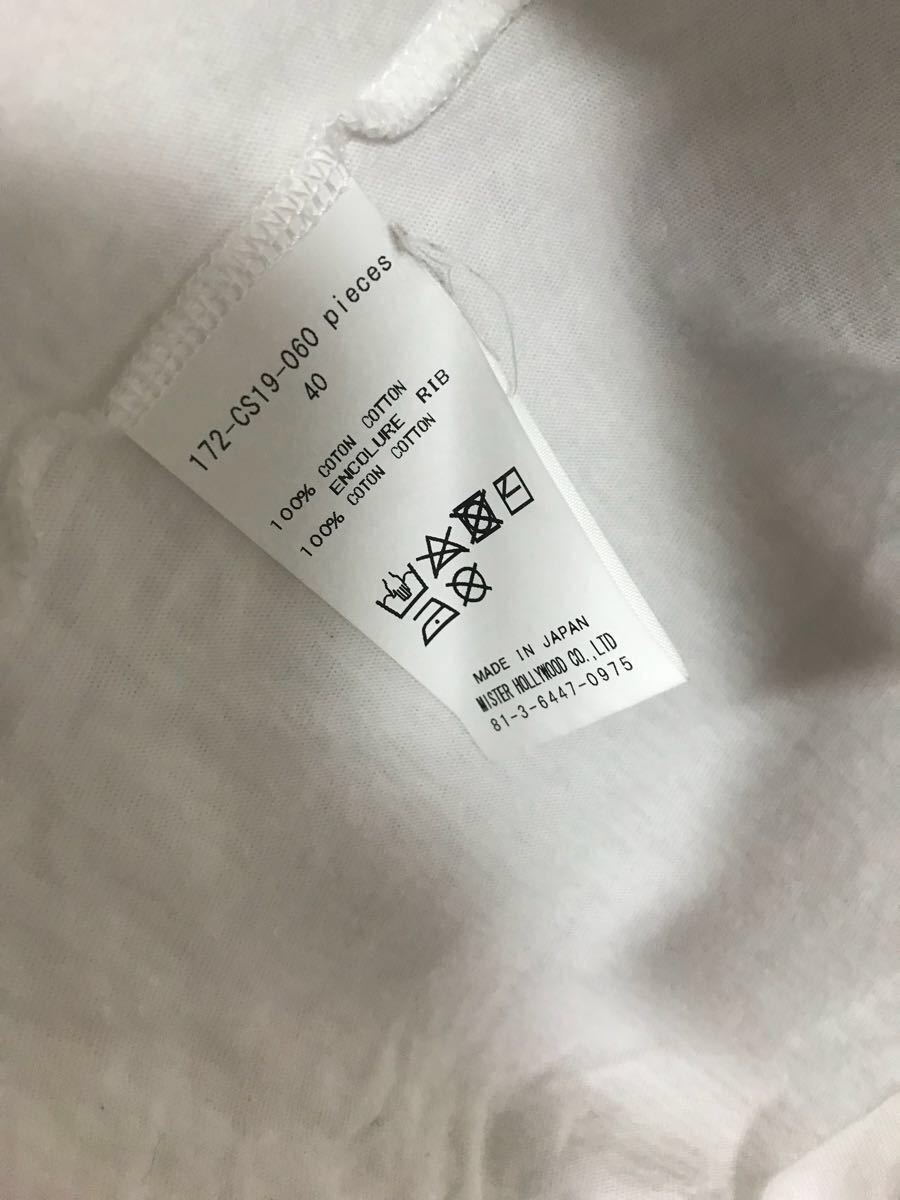 172-CS19-060 pieces
40
100% COTON COTTON
ENCOLURE RIB
100% COTON COTTON
MADE IN JAPAN
MISTER HOLLYWOOD CO.,LTD
81-3-6447-0975